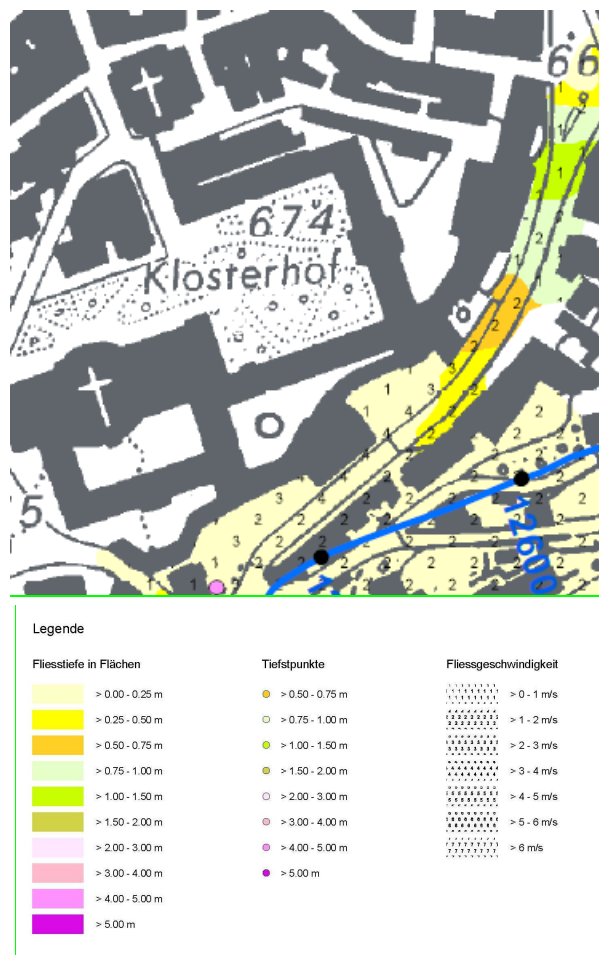 66
674
Klosterhof
5
12600
Legende
Fliesstiefe in Flächen
> 0.00 - 0.25 m
> 0.25 - 0.50 m
> 0.50 - 0.75 m
> 0.75 - 1.00 m
> 1.00 - 1.50 m
> 1.50 - 2.00 m
> 2.00 - 3.00 m
> 3.00 - 4.00 m
> 4.00 - 5.00 m
> 5.00 m
Tiefstpunkte
> 0.50 - 0.75 m
> 0.75 - 1.00 m
> 1.00 - 1.50 m
> 1.50 - 2.00 m
> 2.00 - 3.00 m
> 3.00 - 4.00 m
> 4.00 - 5.00 m
> 5.00 m
Fliessgeschwindigkeit
> 0 - 1 m/s
> 1 - 2 m/s
> 2 - 3 m/s
> 3 - 4 m/s
> 4 - 5 m/s
> 5 - 6 m/s
> 6 m/s